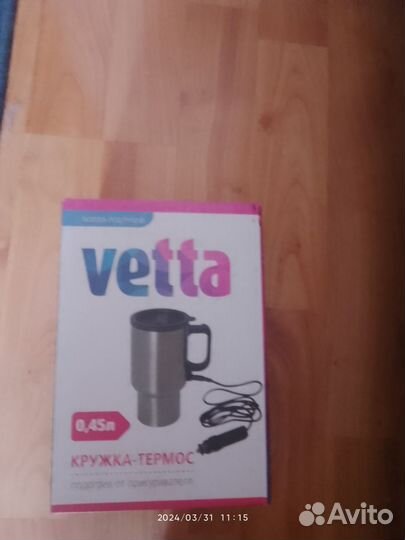 vetta
0,45л
КРУЖКА-ТЕРМОС
подогрев от прикуривателя
2024/03/31 11:15
Avito